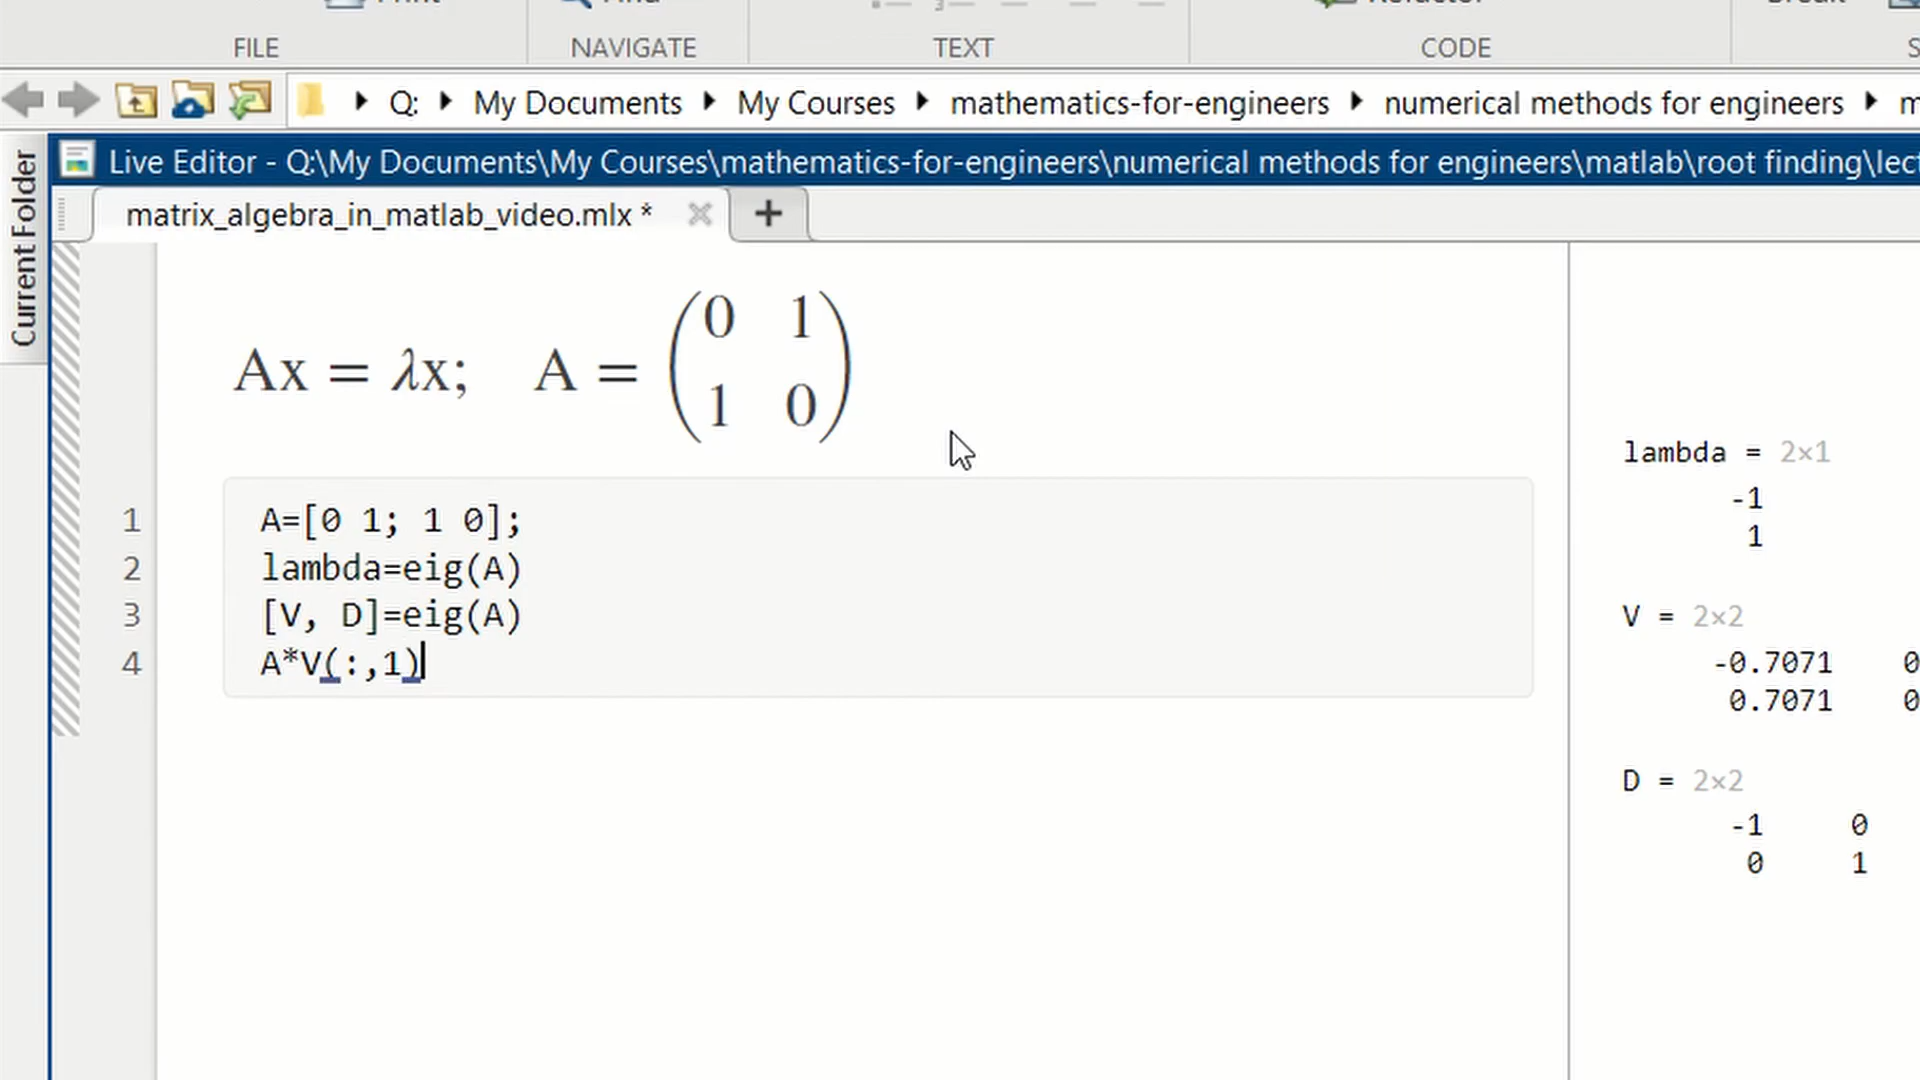 FILE NAVIGATE TEXT CODE
Q: My Documents My Courses mathematics-for-engineers numerical methods for engineers
Current Folder
Live Editor - Q:\My Documents\My Courses\mathematics-for-engineers\numerical methods for engineers\matlab\root finding\lect
matrix_algebra_in_matlab_video.mlx * × +
Ax = λx; A = (0 1
1 0)
1 A=[0 1; 1 0];
2 lambda=eig(A)
3 [V, D]=eig(A)
4 A*V(:,1)
lambda = 2×1
-1
1
V = 2×2
-0.7071 0
0.7071 0
D = 2×2
-1 0
0 1